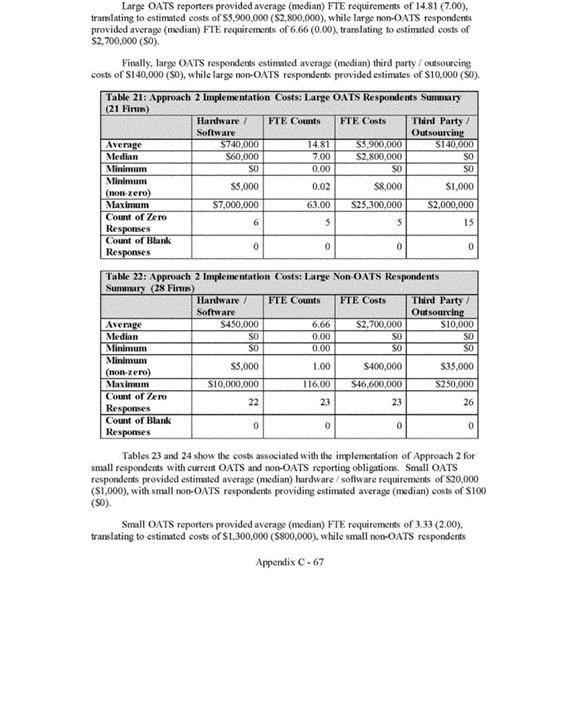 Large OATS reporters provided average (median) FTE requirements of 14.81 (7.00),
translating to estimated costs of $5,900,000 ($2,800,000), while large non-OATS respondents
provided average (median) FTE requirements of 6.66 (0.00), translating to estimated costs of
$2,700,000 ($0).
Finally, large OATS respondents estimated average (median) third party / outsourcing
costs of $140,000 ($0), while large non-OATS respondents provided estimates of $10,000 ($0).
Table 21: Approach 2 Implementation Costs: Large OATS Respondents Summary
(21 Firms)
Hardware / FTE Counts FTE Costs Third Party /
Software Outsourcing
Average $740,000 14.81 $5,900,000 $140,000
Median $60,000 7.00 $2,800,000 $0
Minimum $0 0.00 $0 $0
Minimum
(non-zero) $5,000 0.02 $8,000 $1,000
Maximum $7,000,000 63.00 $25,300,000 $2,000,000
Count of Zero
Responses 6 5 5 15
Count of Blank
Responses 0 0 0 0
Table 22: Approach 2 Implementation Costs: Large Non-OATS Respondents
Summary (28 Firms)
Hardware / FTE Counts FTE Costs Third Party /
Software Outsourcing
Average $450,000 6.66 $2,700,000 $10,000
Median $0 0.00 $0 $0
Minimum $0 0.00 $0 $0
Minimum
(non-zero) $5,000 1.00 $400,000 $35,000
Maximum $10,000,000 116.00 $46,600,000 $250,000
Count of Zero
Responses 22 23 23 26
Count of Blank
Responses 0 0 0 0
Tables 23 and 24 show the costs associated with the implementation of Approach 2 for
small respondents with current OATS and non-OATS reporting obligations. Small OATS
respondents provided estimated average (median) hardware / software requirements of $20,000
($1,000), with small non-OATS respondents providing estimated average (median) costs of $100
($0).
Small OATS reporters provided average (median) FTE requirements of 3.33 (2.00),
translating to estimated costs of $1,300,000 ($800,000), while small non-OATS respondents
Appendix C - 67